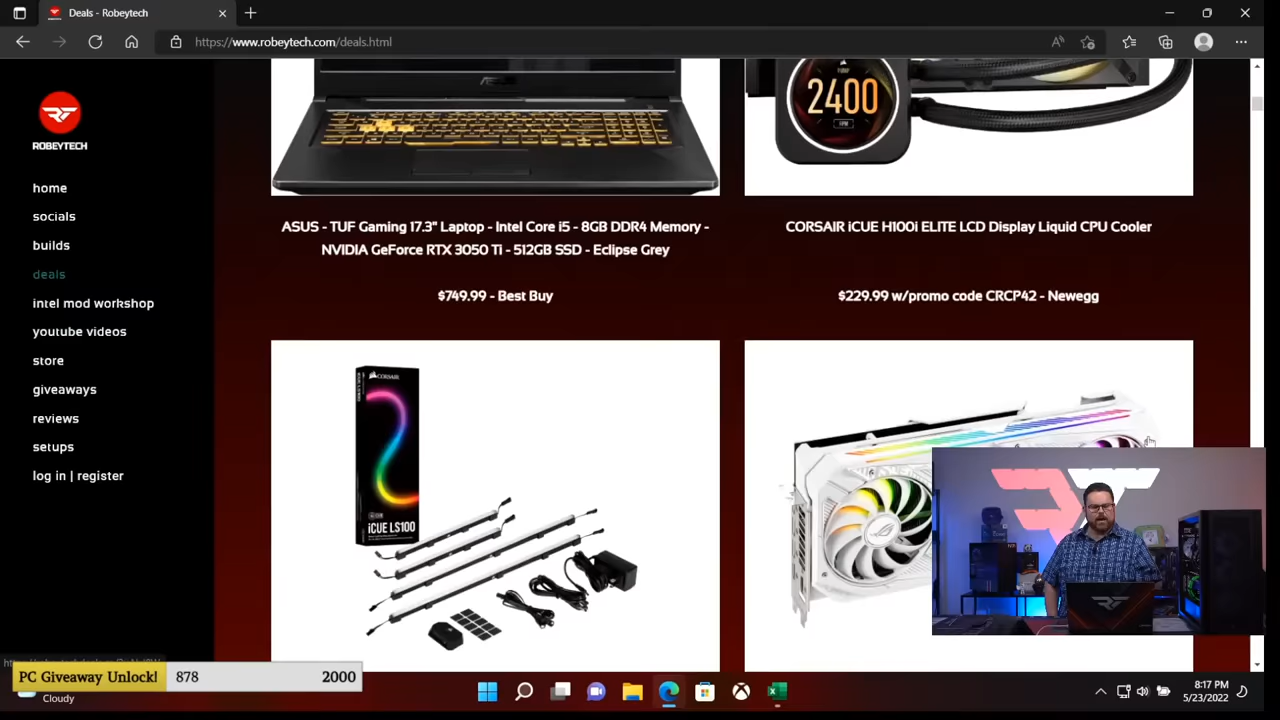 Deals - Robeytech
https://www.robeytech.com/deals.html
ROBEYTECH
home
socials
builds
deals
intel mod workshop
youtube videos
store
giveaways
reviews
setups
log in | register
2400
RPM
ASUS - TUF Gaming 17.3" Laptop - Intel Core i5 - 8GB DDR4 Memory -
NVIDIA GeForce RTX 3050 Ti - 512GB SSD - Eclipse Grey
$749.99 - Best Buy
CORSAIR iCUE H100i ELITE LCD Display Liquid CPU Cooler
$229.99 w/promo code CRCP42 - Newegg
CORSAIR
iCUE LS100
PC Giveaway Unlock!
878
2000
Cloudy
8:17 PM
5/23/2022